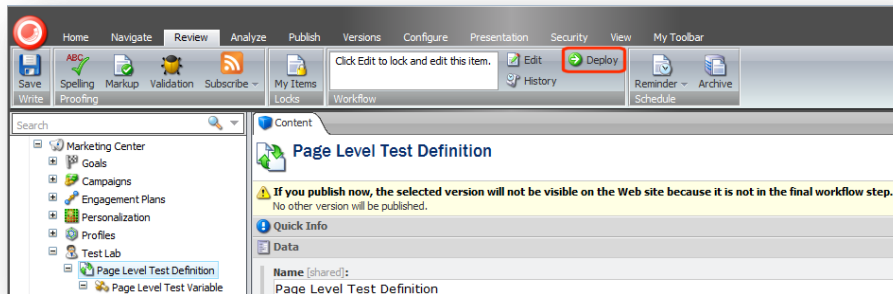 Home Navigate Review Analyze Publish Versions Configure Presentation Security View My Toolbar
Save
Write
ABC
Spelling Markup Validation Subscribe
Proofing
My Items
Locks
Click Edit to lock and edit this item.
Edit
Deploy
History
Workflow
Reminder Archive
Schedule
Search
Marketing Center
Goals
Campaigns
Engagement Plans
Personalization
Profiles
Test Lab
Page Level Test Definition
Page Level Test Variable
Content
Page Level Test Definition
If you publish now, the selected version will not be visible on the Web site because it is not in the final workflow step.
No other version will be published.
Quick Info
Data
Name [shared]:
Page Level Test Definition